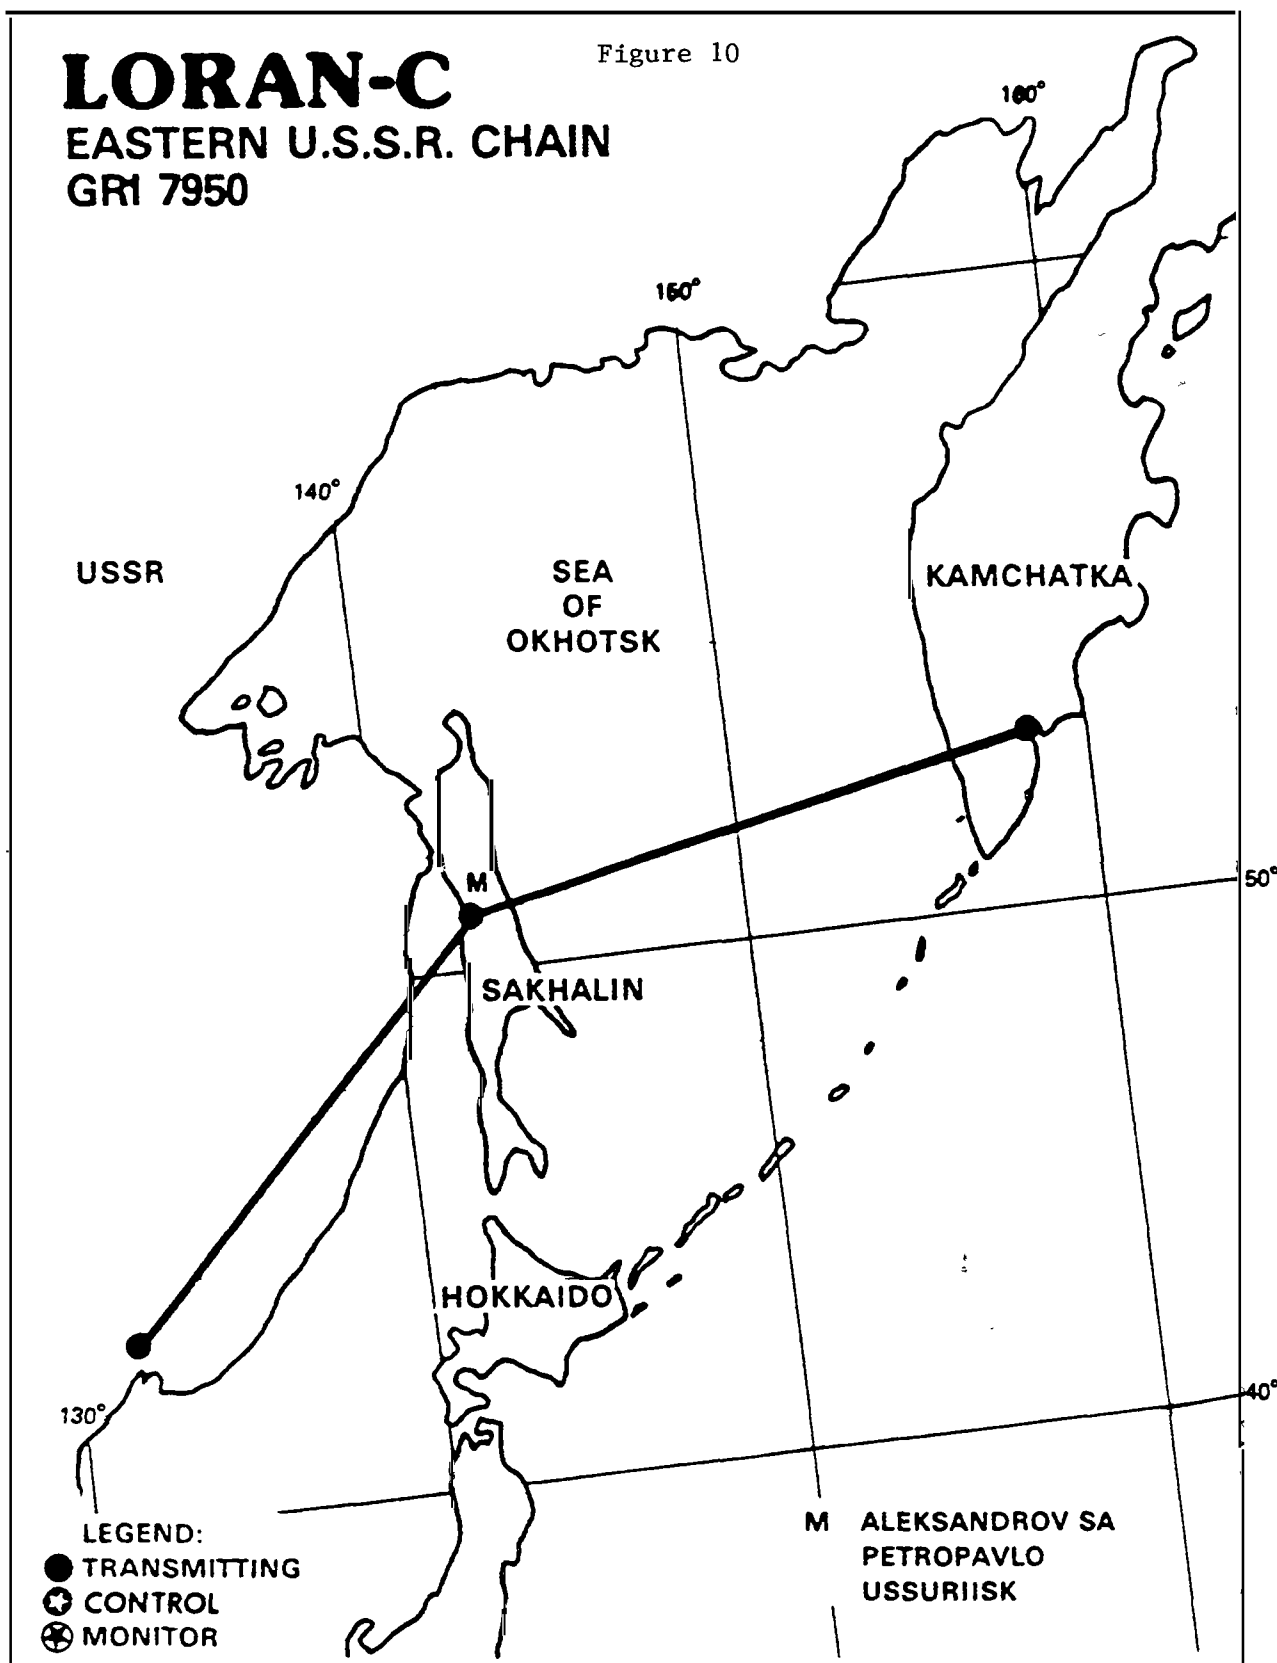 Figure 10
LORAN-C
EASTERN U.S.S.R. CHAIN
GRI 7950
160°
150°
140°
USSR
SEA
OF
OKHOTSK
KAMCHATKA
M
50°
SAKHALIN
HOKKAIDO
130°
40°
LEGEND:
TRANSMITTING
CONTROL
MONITOR
M ALEKSANDROV SA
PETROPAVLO
USSURIISK